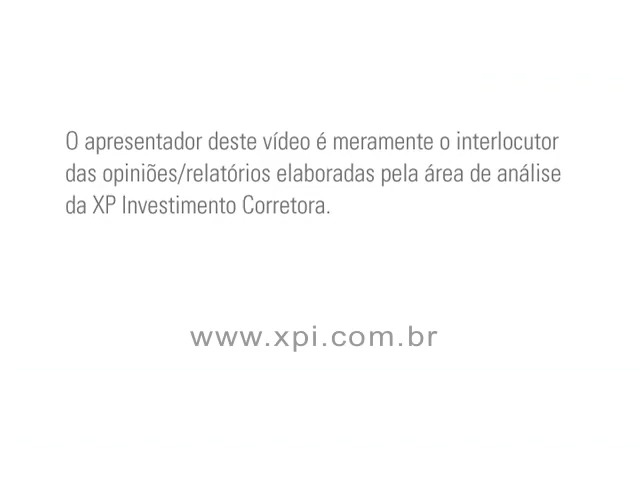 O apresentador deste vídeo é meramente o interlocutor
das opiniões/relatórios elaboradas pela área de análise
da XP Investimento Corretora.
www.xpi.com.br